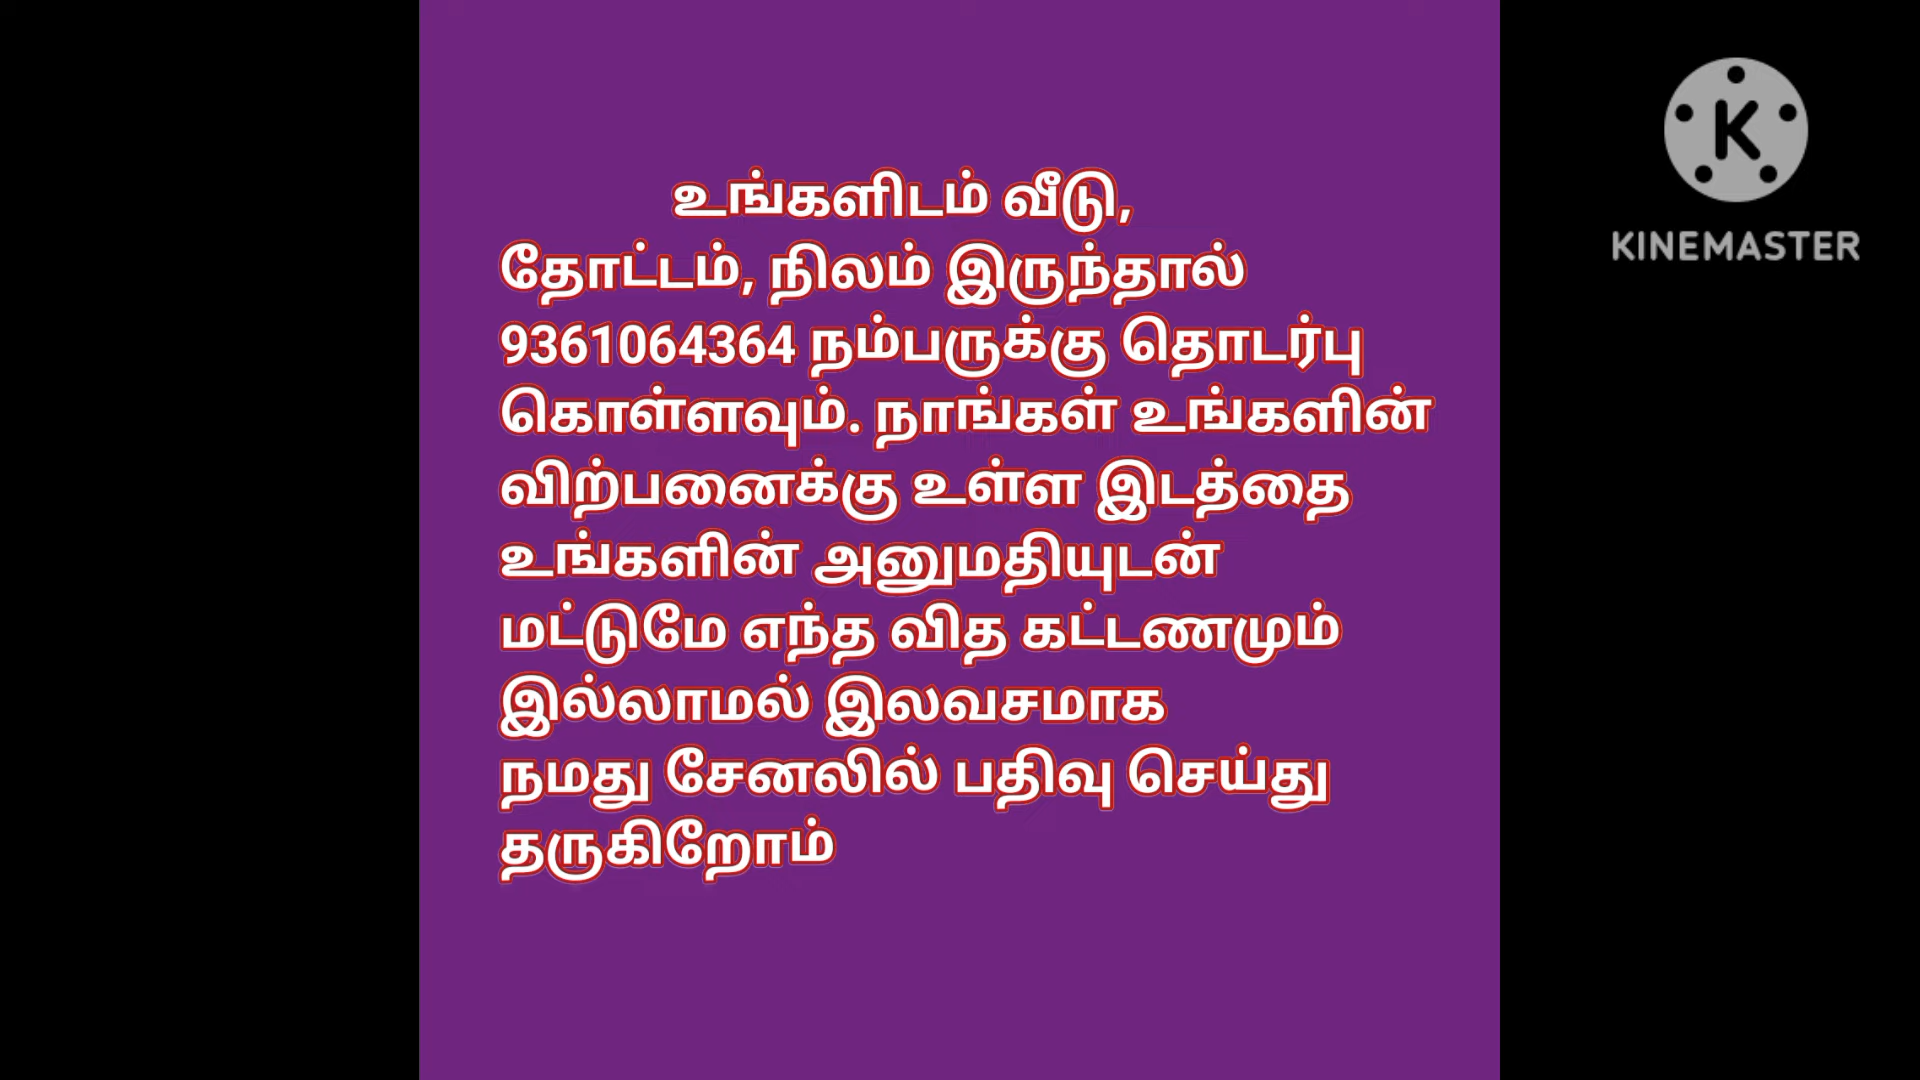 உங்களிடம் வீடு,
தோட்டம், நிலம் இருந்தால்
9361064364 நம்பருக்கு தொடர்பு
கொள்ளவும். நாங்கள் உங்களின்
விற்பனைக்கு உள்ள இடத்தை
உங்களின் அனுமதியுடன்
மட்டுமே எந்த வித கட்டணமும்
இல்லாமல் இலவசமாக
நமது சேனலில் பதிவு செய்து
தருகிறோம்
K
KINEMASTER